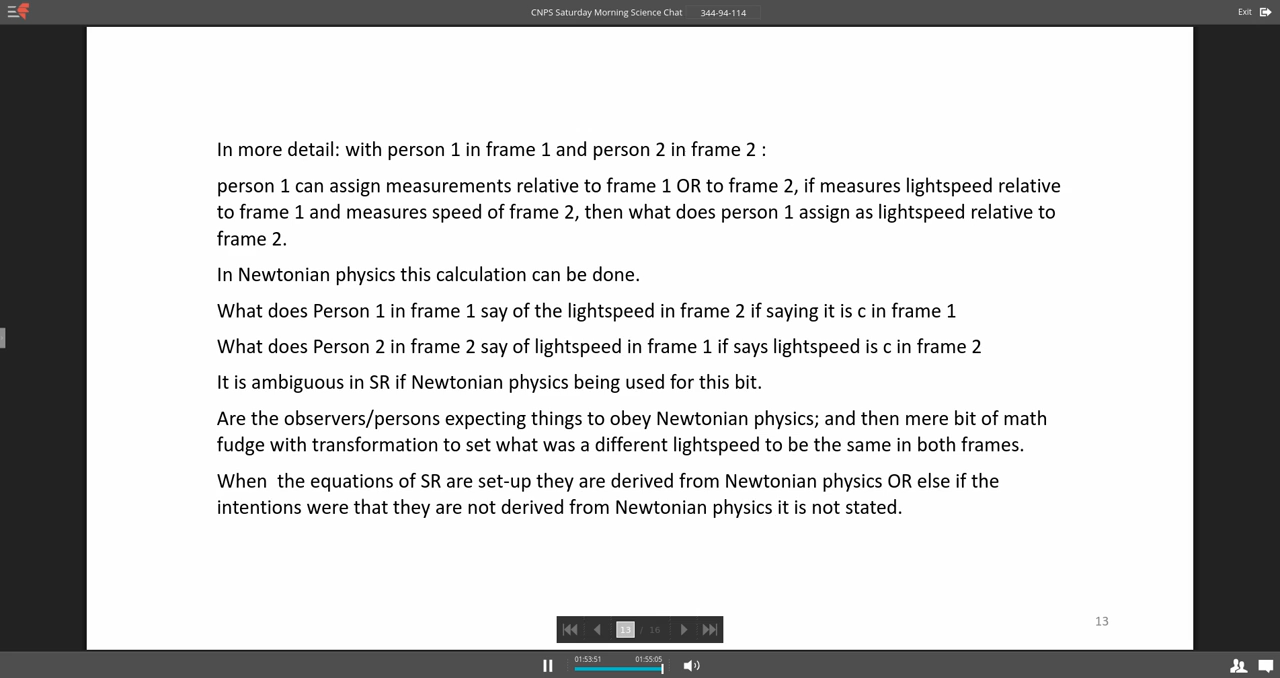 CNPS Saturday Morning Science Chat 344-94-114 Exit
In more detail: with person 1 in frame 1 and person 2 in frame 2 :
person 1 can assign measurements relative to frame 1 OR to frame 2, if measures lightspeed relative
to frame 1 and measures speed of frame 2, then what does person 1 assign as lightspeed relative to
frame 2.
In Newtonian physics this calculation can be done.
What does Person 1 in frame 1 say of the lightspeed in frame 2 if saying it is c in frame 1
What does Person 2 in frame 2 say of lightspeed in frame 1 if says lightspeed is c in frame 2
It is ambiguous in SR if Newtonian physics being used for this bit.
Are the observers/persons expecting things to obey Newtonian physics; and then mere bit of math
fudge with transformation to set what was a different lightspeed to be the same in both frames.
When  the equations of SR are set-up they are derived from Newtonian physics OR else if the
intentions were that they are not derived from Newtonian physics it is not stated.
13
13 / 16
01:53:51 01:55:05